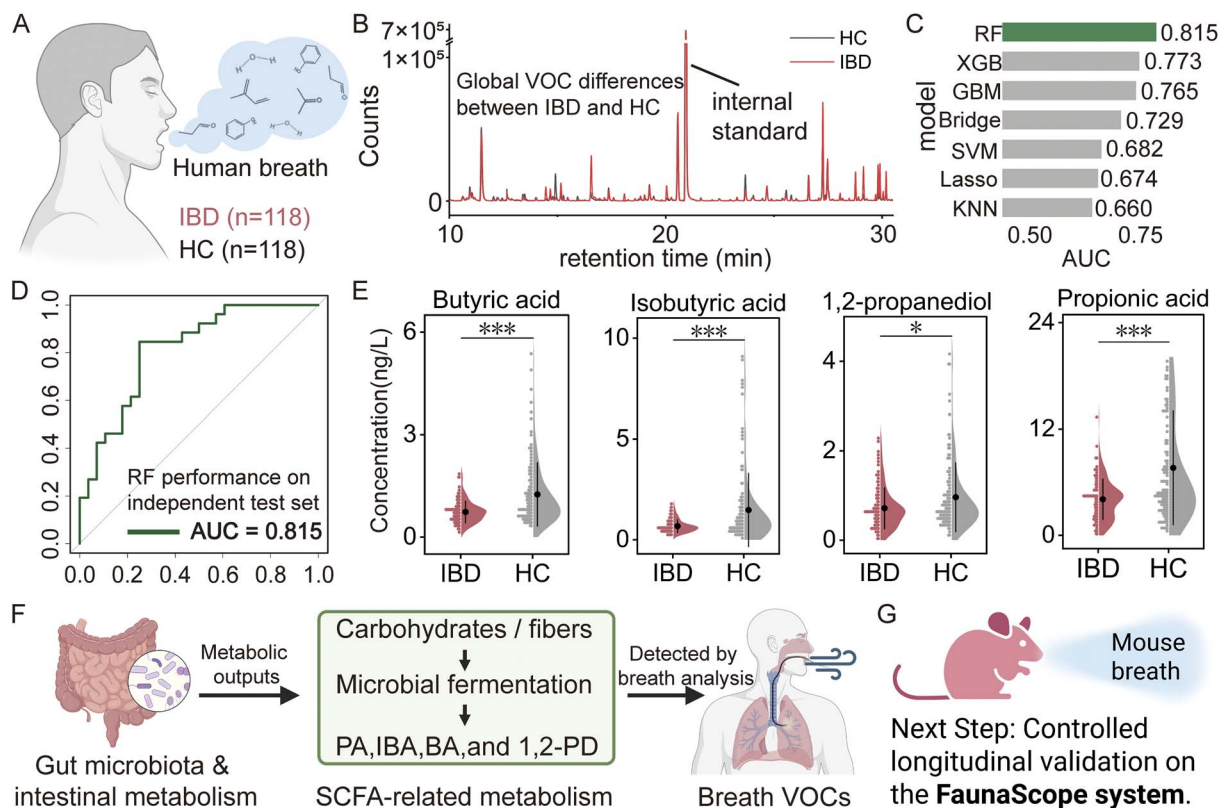 A
Human breath
IBD (n=118)
HC (n=118)
B
7×10⁵
1×10⁵
0
Counts
Global VOC differences
between IBD and HC
internal
standard
HC
IBD
10
20
30
retention time (min)
C
model
RF
0.815
XGB
0.773
GBM
0.765
Bridge
0.729
SVM
0.682
Lasso
0.674
KNN
0.660
0.50
0.75
AUC
D
1.0
0.8
0.6
0.4
0.2
0.0
RF performance on
independent test set
AUC = 0.815
0.0
0.2
0.4
0.6
0.8
1.0
E
Concentration(ng/L)
Butyric acid
***
6
3
0
IBD
HC
Isobutyric acid
***
10
5
0
IBD
HC
1,2-propanediol
*
4
2
0
IBD
HC
Propionic acid
***
24
12
0
IBD
HC
F
Gut microbiota &
intestinal metabolism
Metabolic
outputs
Carbohydrates / fibers
Microbial fermentation
PA,IBA,BA,and 1,2-PD
SCFA-related metabolism
Detected by
breath analysis
Breath VOCs
G
Mouse
breath
Next Step: Controlled
longitudinal validation on
the FaunaScope system.